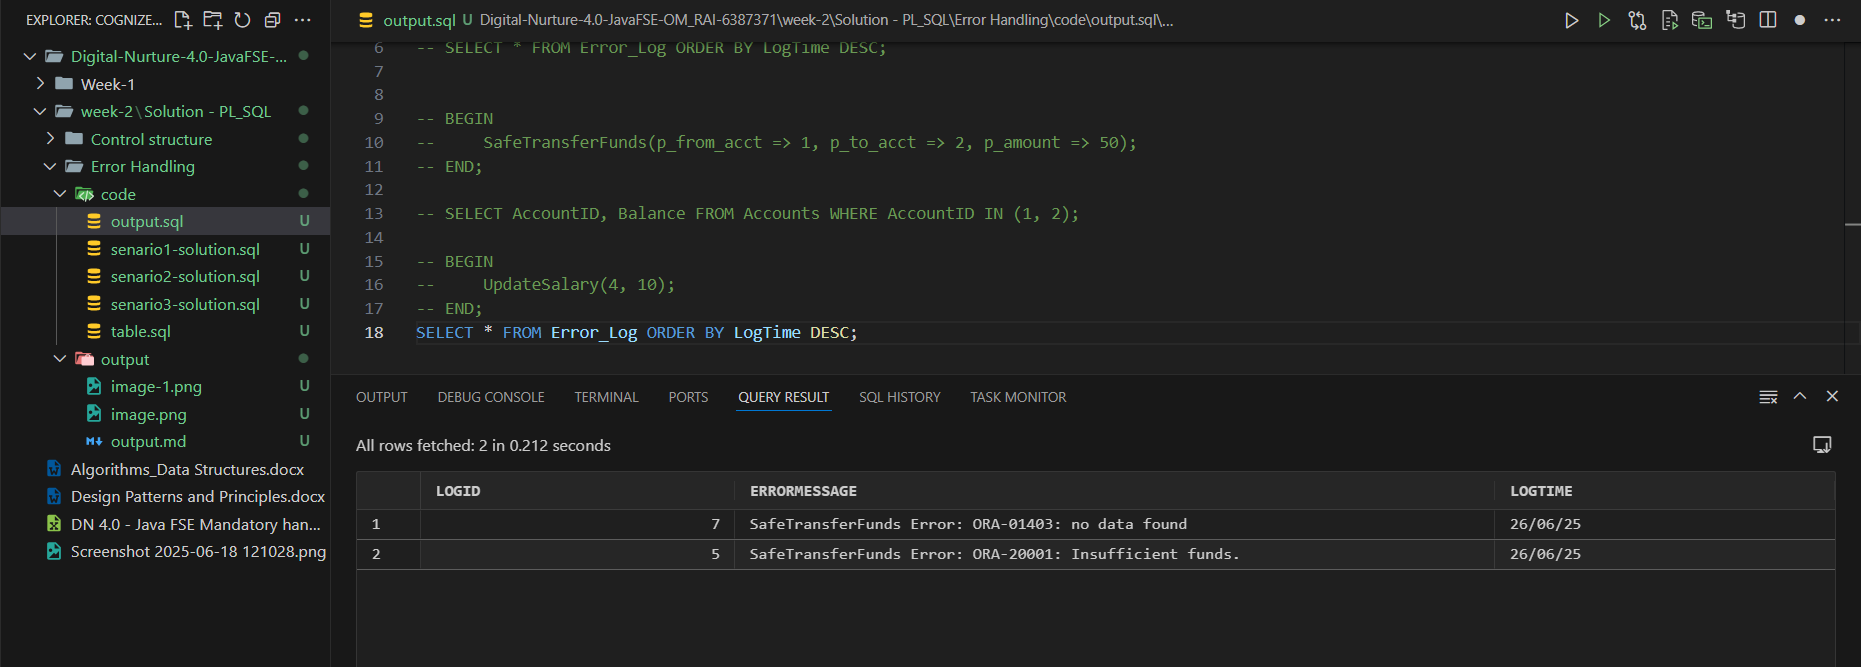 EXPLORER: COGNIZE...
Digital-Nurture-4.0-JavaFSE-...
Week-1
week-2\Solution - PL_SQL
Control structure
Error Handling
code
output.sql U
senario1-solution.sql U
senario2-solution.sql U
senario3-solution.sql U
table.sql U
output
image-1.png U
image.png U
output.md U
Algorithms_Data Structures.docx
Design Patterns and Principles.docx
DN 4.0 - Java FSE Mandatory han...
Screenshot 2025-06-18 121028.png
output.sql U Digital-Nurture-4.0-JavaFSE-OM_RAI-6387371\week-2\Solution - PL_SQL\Error Handling\code\output.sql\...
6 -- SELECT * FROM Error_Log ORDER BY LogTime DESC;
7
8
9 -- BEGIN
10 --     SafeTransferFunds(p_from_acct => 1, p_to_acct => 2, p_amount => 50);
11 -- END;
12
13 -- SELECT AccountID, Balance FROM Accounts WHERE AccountID IN (1, 2);
14
15 -- BEGIN
16 --     UpdateSalary(4, 10);
17 -- END;
18 SELECT * FROM Error_Log ORDER BY LogTime DESC;
OUTPUT DEBUG CONSOLE TERMINAL PORTS QUERY RESULT SQL HISTORY TASK MONITOR
All rows fetched: 2 in 0.212 seconds
LOGID ERRORMESSAGE LOGTIME
1 7 SafeTransferFunds Error: ORA-01403: no data found 26/06/25
2 5 SafeTransferFunds Error: ORA-20001: Insufficient funds. 26/06/25